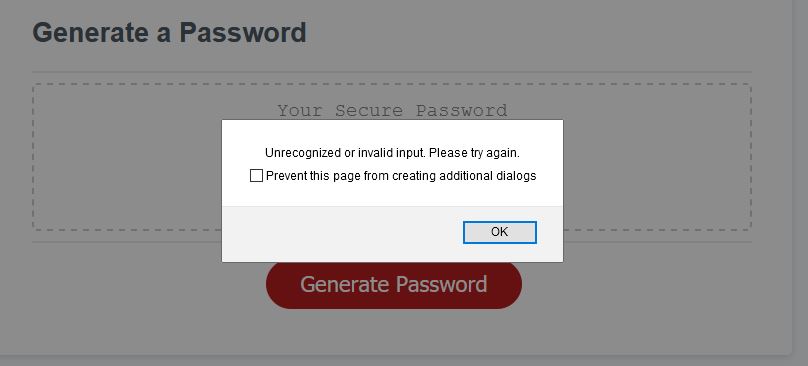 Generate a Password
Your Secure Password
Unrecognized or invalid input. Please try again.
Prevent this page from creating additional dialogs
OK
Generate Password